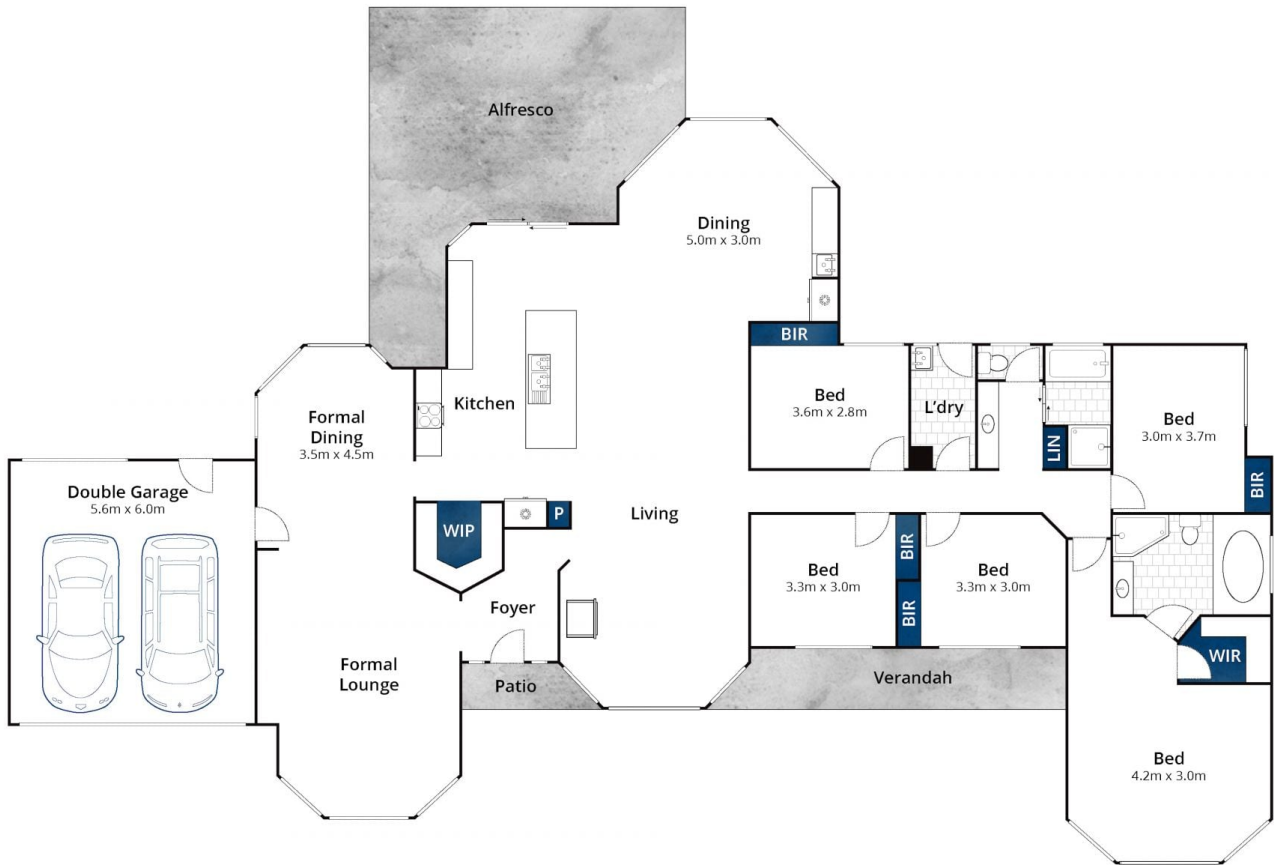 Alfresco
Dining
5.0m x 3.0m
BIR
Kitchen
Bed
3.6m x 2.8m
L'dry
LIN
Bed
3.0m x 3.7m
BIR
Formal
Dining
3.5m x 4.5m
Double Garage
5.6m x 6.0m
WIP
P
Living
Foyer
Bed
3.3m x 3.0m
BIR
BIR
Bed
3.3m x 3.0m
Formal
Lounge
Patio
Verandah
WIR
Bed
4.2m x 3.0m